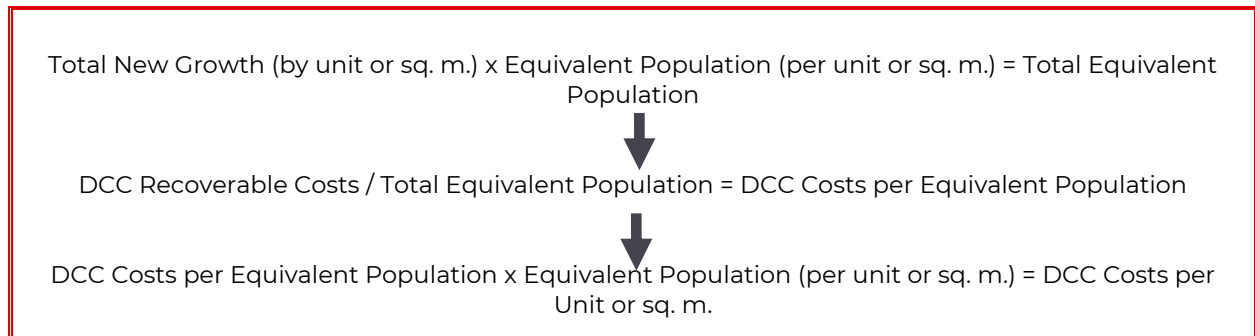 Total New Growth (by unit or sq. m.) x Equivalent Population (per unit or sq. m.) = Total Equivalent
Population
DCC Recoverable Costs / Total Equivalent Population = DCC Costs per Equivalent Population
DCC Costs per Equivalent Population x Equivalent Population (per unit or sq. m.) = DCC Costs per
Unit or sq. m.